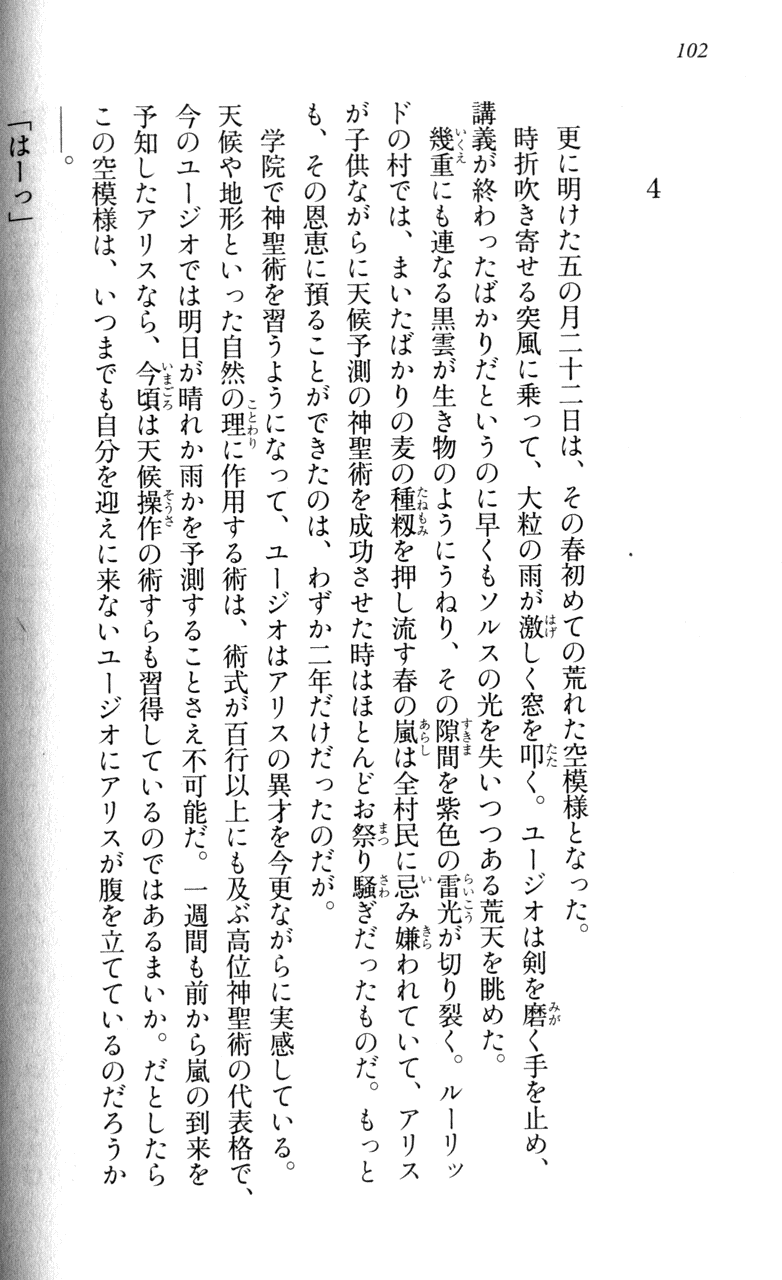 102
4
更に明けた五の月二十二日は、その春初めての荒れた空模様となった。
時折吹き寄せる突風に乗って、大粒の雨が激しく窓を叩く。ユージオは剣を磨く手を止め、
講義が終わったばかりだというのに早くもソルスの光を失いつつある荒天を眺めた。
幾重にも連なる黒雲が生き物のようにうねり、その隙間を紫色の雷光が切り裂く。ルーリッ
ドの村では、まいたばかりの麦の種籾を押し流す春の嵐は全村民に忌み嫌われていて、アリス
が子供ながらに天候予測の神聖術を成功させた時はほとんどお祭り騒ぎだったものだ。もっと
も、その恩恵に預ることができたのは、わずか二年だけだったのだが。
学院で神聖術を習うようになって、ユージオはアリスの異才を今更ながらに実感している。
天候や地形といった自然の理に作用する術は、術式が百行以上にも及ぶ高位神聖術の代表格で、
今のユージオでは明日が晴れか雨かを予測することさえ不可能だ。一週間も前から嵐の到来を
予知したアリスなら、今頃は天候操作の術すらも習得しているのではあるまいか。だとしたら
この空模様は、いつまでも自分を迎えに来ないユージオにアリスが腹を立てているのだろうか
――。
「はーっ」